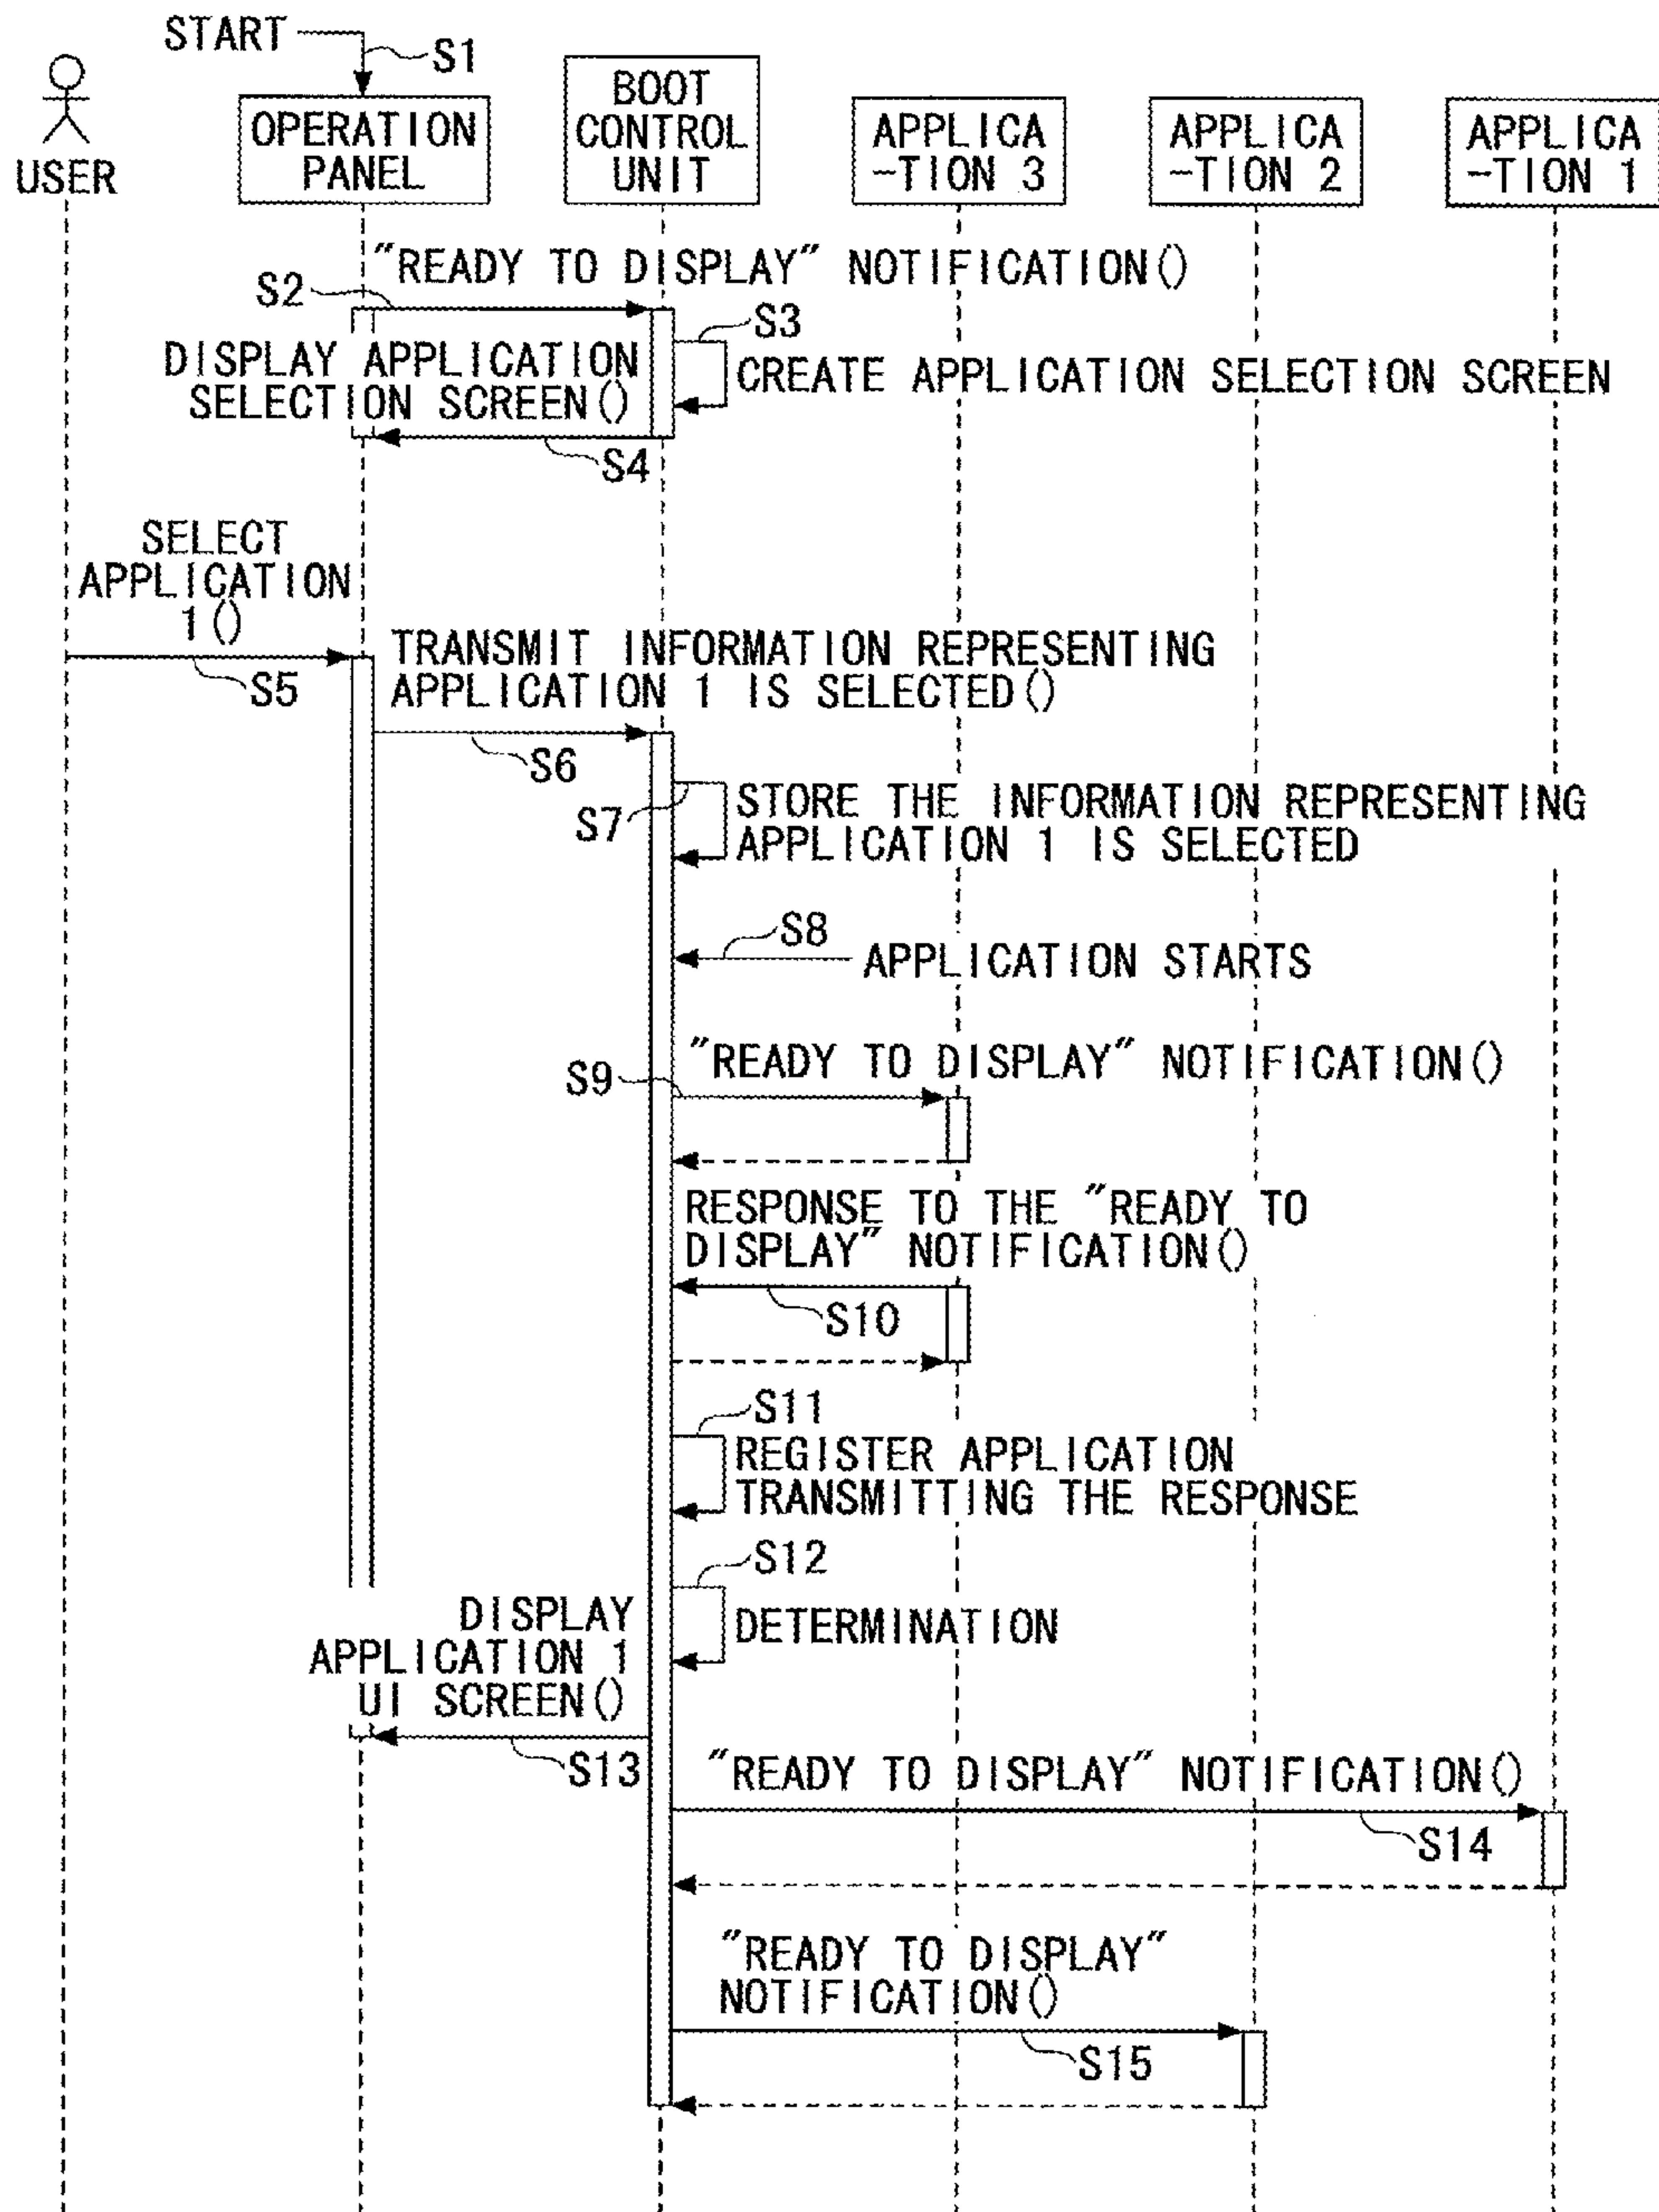 START
S1
USER
OPERATION
PANEL
BOOT
CONTROL
UNIT
APPLICA
-TION 3
APPLICA
-TION 2
APPLICA
-TION 1
"READY TO DISPLAY" NOTIFICATION()
S2
S3
DISPLAY APPLICATION
SELECTION SCREEN()
CREATE APPLICATION SELECTION SCREEN
S4
SELECT
APPLICATION
1()
S5
TRANSMIT INFORMATION REPRESENTING
APPLICATION 1 IS SELECTED()
S6
S7
STORE THE INFORMATION REPRESENTING
APPLICATION 1 IS SELECTED
S8
APPLICATION STARTS
"READY TO DISPLAY" NOTIFICATION()
S9
RESPONSE TO THE "READY TO
DISPLAY" NOTIFICATION()
S10
S11
REGISTER APPLICATION
TRANSMITTING THE RESPONSE
S12
DETERMINATION
DISPLAY
APPLICATION 1
UI SCREEN()
S13
"READY TO DISPLAY" NOTIFICATION()
S14
"READY TO DISPLAY"
NOTIFICATION()
S15